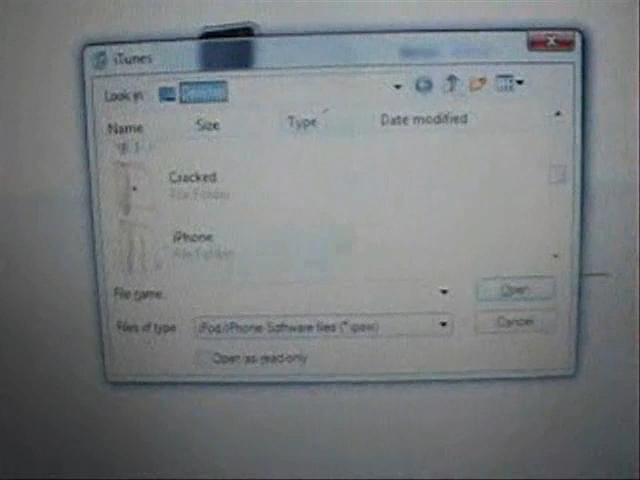 iTunes
Look in:
Desktop
Name Size Type Date modified
Cracked
File Folder
iPhone
File Folder
File name:
Open
Files of type: iPod/iPhone Software files (*.ipsw)
Cancel
Open as read-only